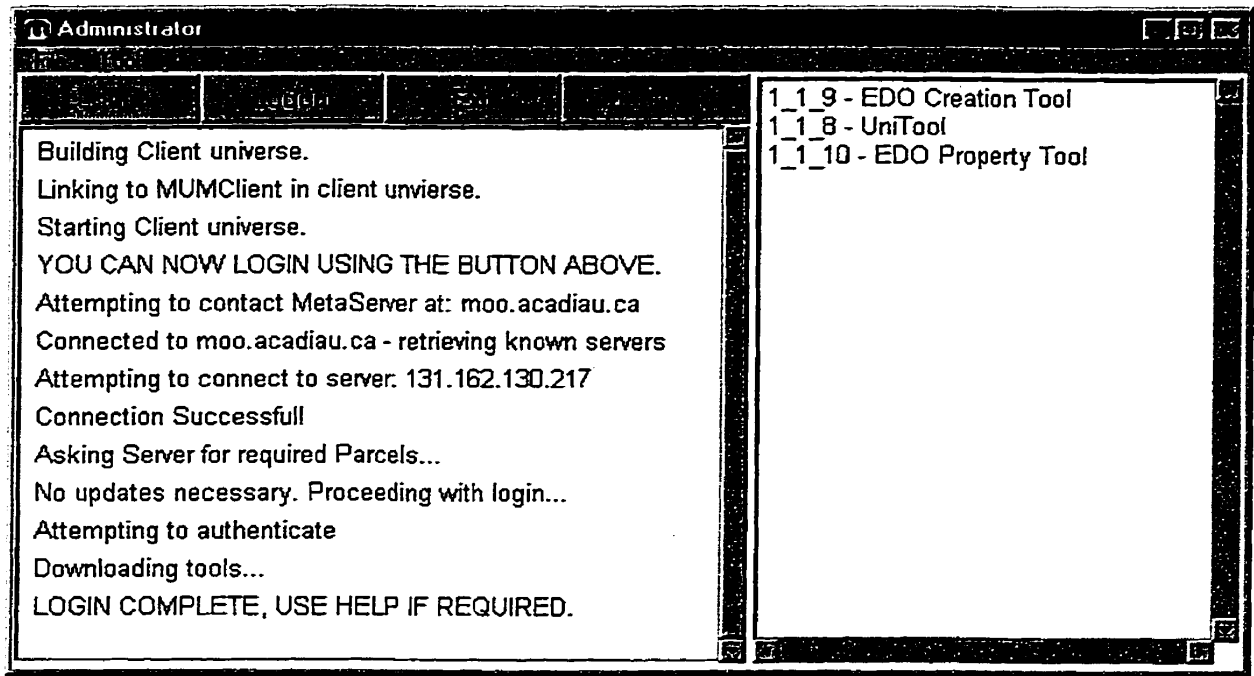 Administrator
Building Client universe.
Linking to MUMClient in client unvierse.
Starting Client universe.
YOU CAN NOW LOGIN USING THE BUTTON ABOVE.
Attempting to contact MetaServer at: moo.acadiau.ca
Connected to moo.acadiau.ca - retrieving known servers
Attempting to connect to server: 131.162.130.217
Connection Successfull
Asking Server for required Parcels...
No updates necessary. Proceeding with login...
Attempting to authenticate
Downloading tools...
LOGIN COMPLETE, USE HELP IF REQUIRED.
1_1_9 - EDO Creation Tool
1_1_8 - UniTool
1_1_10 - EDO Property Tool